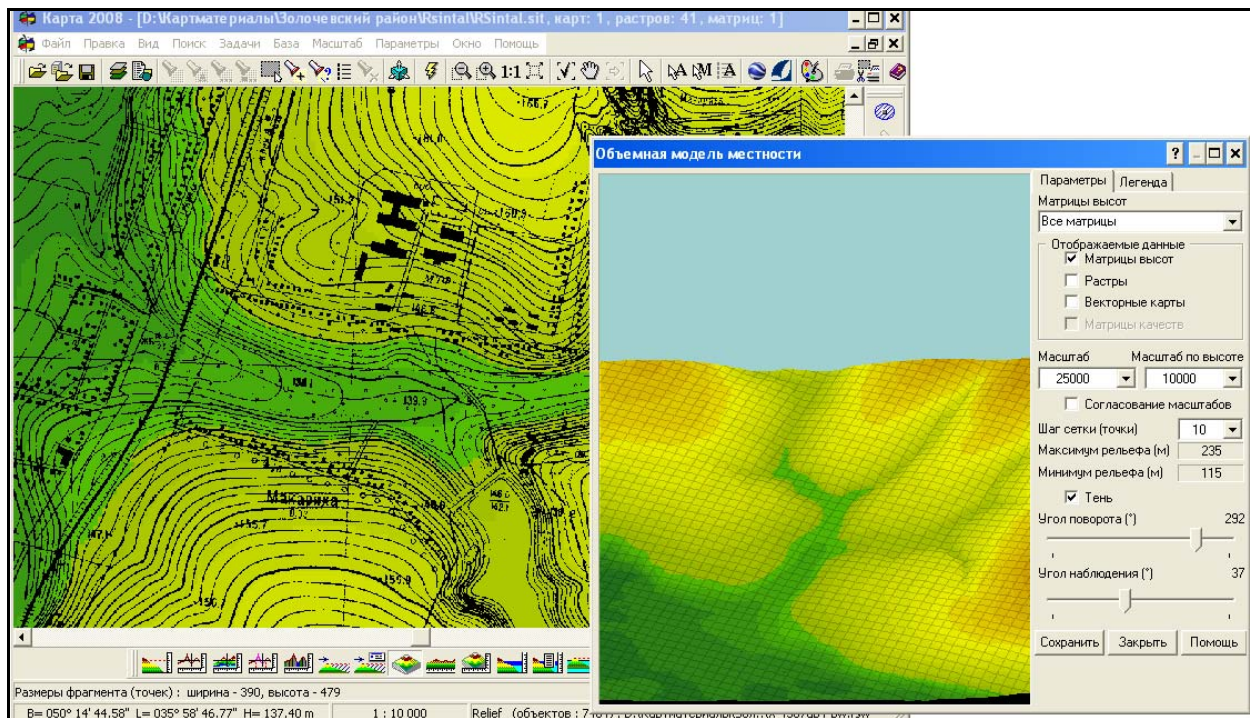 Карта 2008 - [D:\Картматериалы\Золочевский район\Rsintal\RSintal.sit, карт: 1, растров: 41, матриц: 1]
Файл Правка Вид Поиск Задачи База Масштаб Параметры Окно Помощь
1:1
Объемная модель местности
Параметры Легенда
Матрицы высот
Все матрицы
Отображаемые данные
Матрицы высот
Растры
Векторные карты
Матрицы качеств
Масштаб Масштаб по высоте
25000 10000
Согласование масштабов
Шаг сетки (точки) 10
Максимум рельефа (м) 235
Минимум рельефа (м) 115
Тень
Угол поворота (°) 292
Угол наблюдения (°) 37
Сохранить Закрыть Помощь
139.9
Макариха
Размеры фрагмента (точек) : ширина - 390, высота - 479
B= 050° 14' 44.58" L= 035° 58' 46.77" H= 137.40 m 1 : 10 000 Relief (объектов :